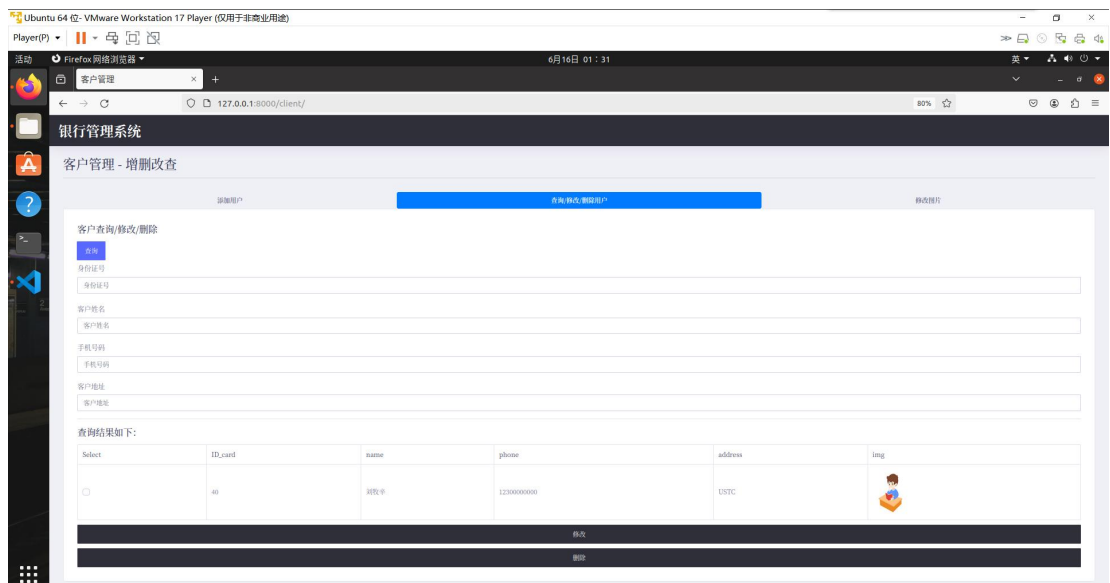 Ubuntu 64 位- VMware Workstation 17 Player (仅用于非商业用途)
Player(P)
活动 Firefox 网络浏览器 6月16日 01：31 英
客户管理
127.0.0.1:8000/client/ 80%
银行管理系统
客户管理 - 增删改查
添加用户 查询/修改/删除用户 修改图片
客户查询/修改/删除
查询
身份证号
身份证号
客户姓名
客户姓名
手机号码
手机号码
客户地址
客户地址
查询结果如下:
Select ID_card name phone address img
40 12300000000 USTC
修改
删除